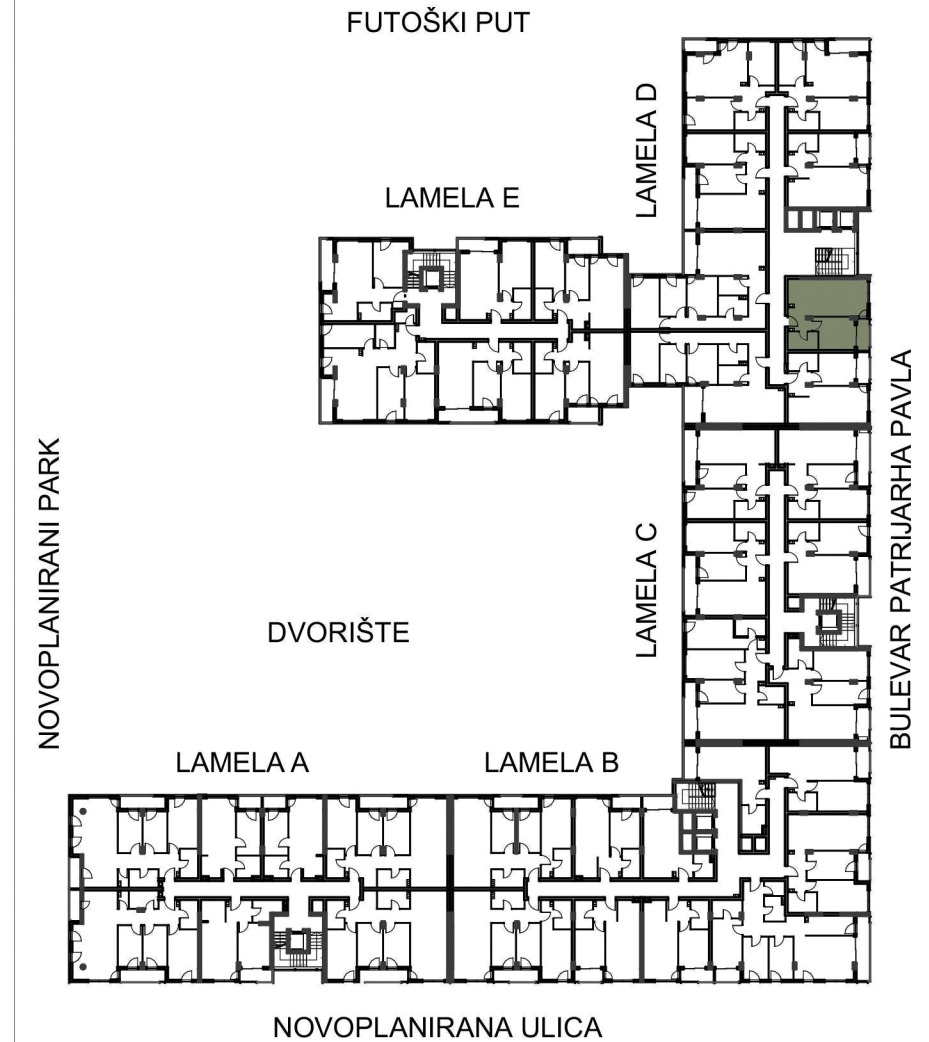 FUTOŠKI PUT
LAMELA D
LAMELA E
BULEVAR PATRIJARHA PAVLA
NOVOPLANIRANI PARK
LAMELA C
DVORIŠTE
LAMELA A
LAMELA B
NOVOPLANIRANA ULICA